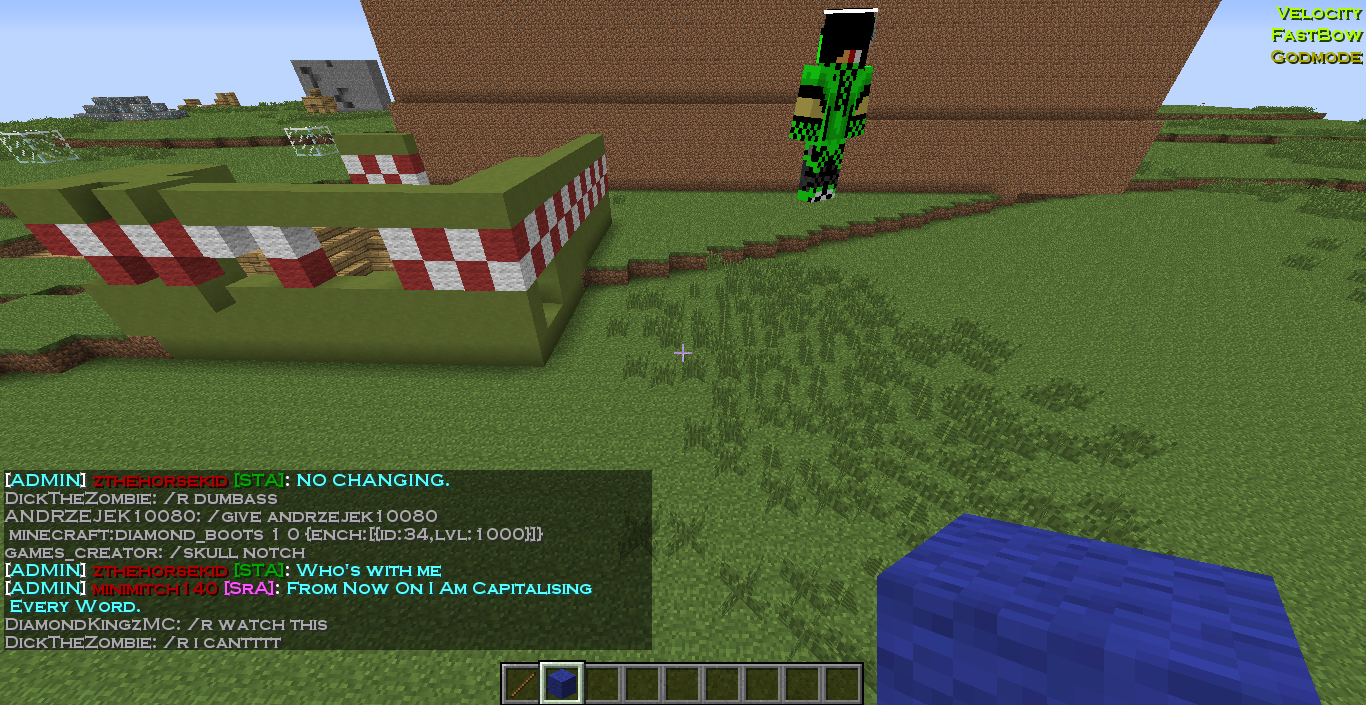 VELOCITY
FASTBOW
GODMODE
[ADMIN] ZTHEHORSEKID [STA]: NO CHANGING.
DICKTHEZOMBIE: /R DUMBASS
ANDRZEJEK10080: /GIVE ANDRZEJEK10080
MINECRAFT:DIAMOND_BOOTS 1 0 {ENCH:[{ID:34,LVL:1000}]}
GAMES_CREATOR: /SKULL NOTCH
[ADMIN] ZTHEHORSEKID [STA]: WHO'S WITH ME
[ADMIN] MINIMITCH140 [SRA]: FROM NOW ON I AM CAPITALISING
EVERY WORD.
DIAMONDKINGZMC: /R WATCH THIS
DICKTHEZOMBIE: /R I CANTTTT